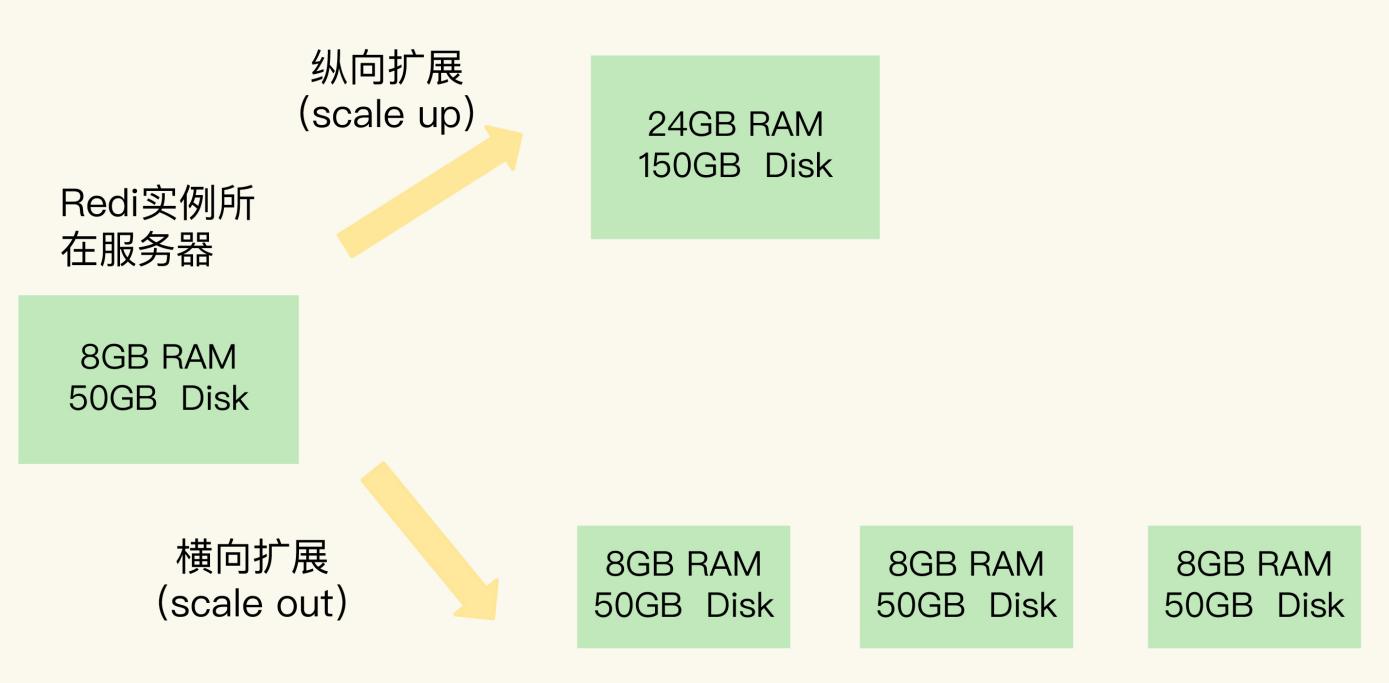 纵向扩展
(scale up)
24GB RAM
150GB Disk
Redi实例所
在服务器
8GB RAM
50GB Disk
横向扩展
(scale out)
8GB RAM
50GB Disk
8GB RAM
50GB Disk
8GB RAM
50GB Disk